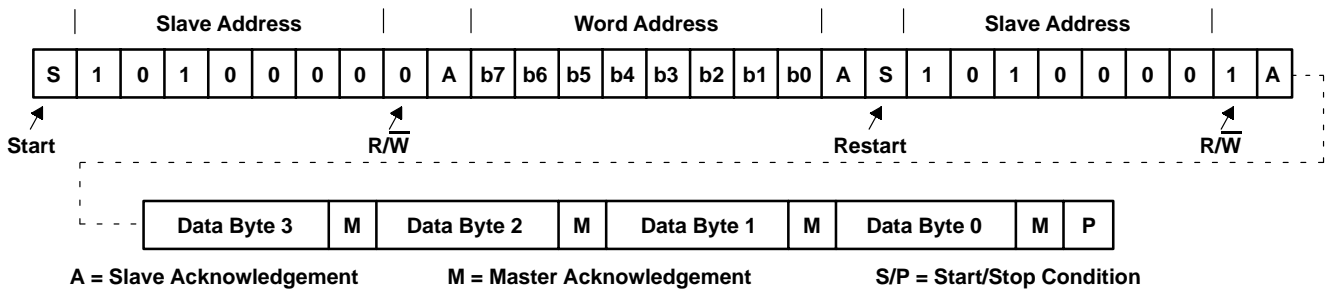 Slave Address Word Address Slave Address
S 1 0 1 0 0 0 0 0 A b7 b6 b5 b4 b3 b2 b1 b0 A S 1 0 1 0 0 0 0 1 A
Start R/W̅ Restart R/W̅
Data Byte 3 M Data Byte 2 M Data Byte 1 M Data Byte 0 M P
A = Slave Acknowledgement M = Master Acknowledgement S/P = Start/Stop Condition